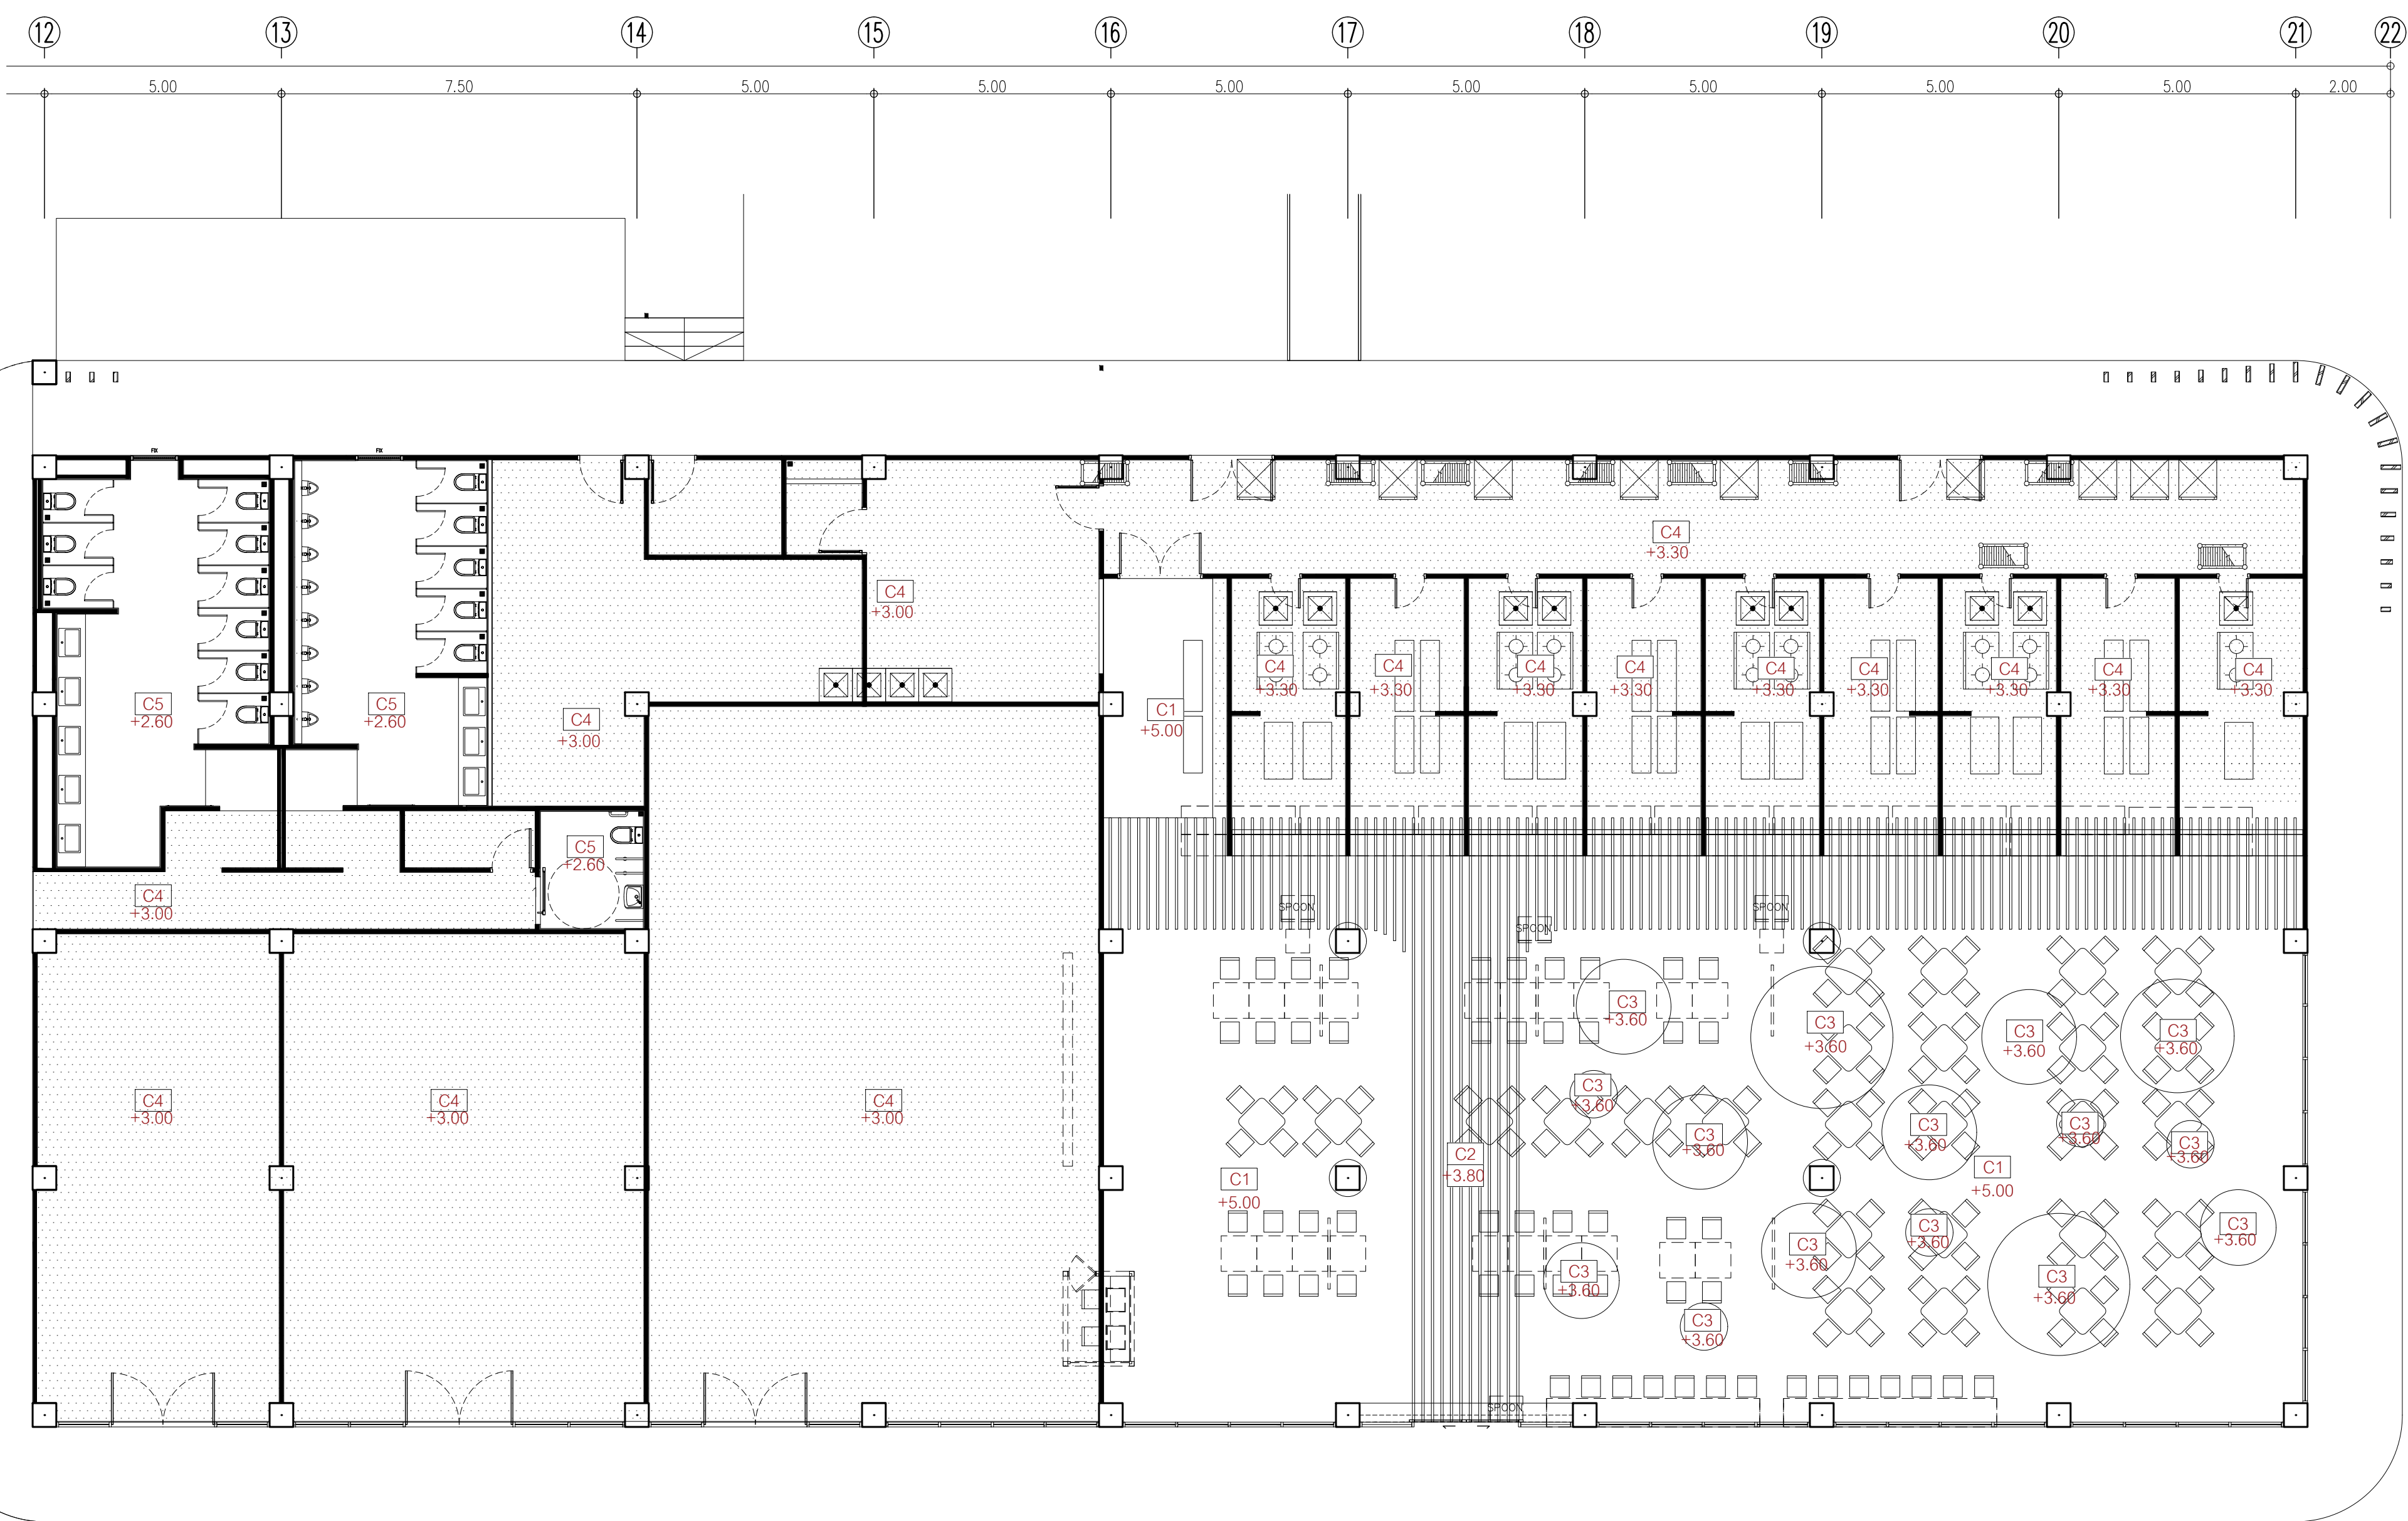 12 13 14 15 16 17 18 19 20 21 22
5.00 7.50 5.00 5.00 5.00 5.00 5.00 5.00 5.00 2.00
FIX FIX
C4
+3.30
C4
+3.00
C4 C4 C4 C4 C4 C4 C4 C4 C4
+3.30 +3.30 +3.30 +3.30 +3.30 +3.30 +3.30 +3.30 +3.30
C5 C5 C4 C1
+2.60 +2.60 +3.00 +5.00
C5
+2.60
C4
+3.00
SPOON SPOON SPOON
C3
+3.60
C3 C3 C3
+3.60 +3.60 +3.60
C4 C4 C4 C3
+3.00 +3.00 +3.00 +3.60
C3 C3 C3 C3
+3.60 +3.60 +3.60 +3.60
C2
+3.80
C1 C1
+5.00 +5.00
C3 C3 C3
+3.60 +3.60 +3.60
C3 C3
+3.60 +3.60
C3
+3.60
SPOON